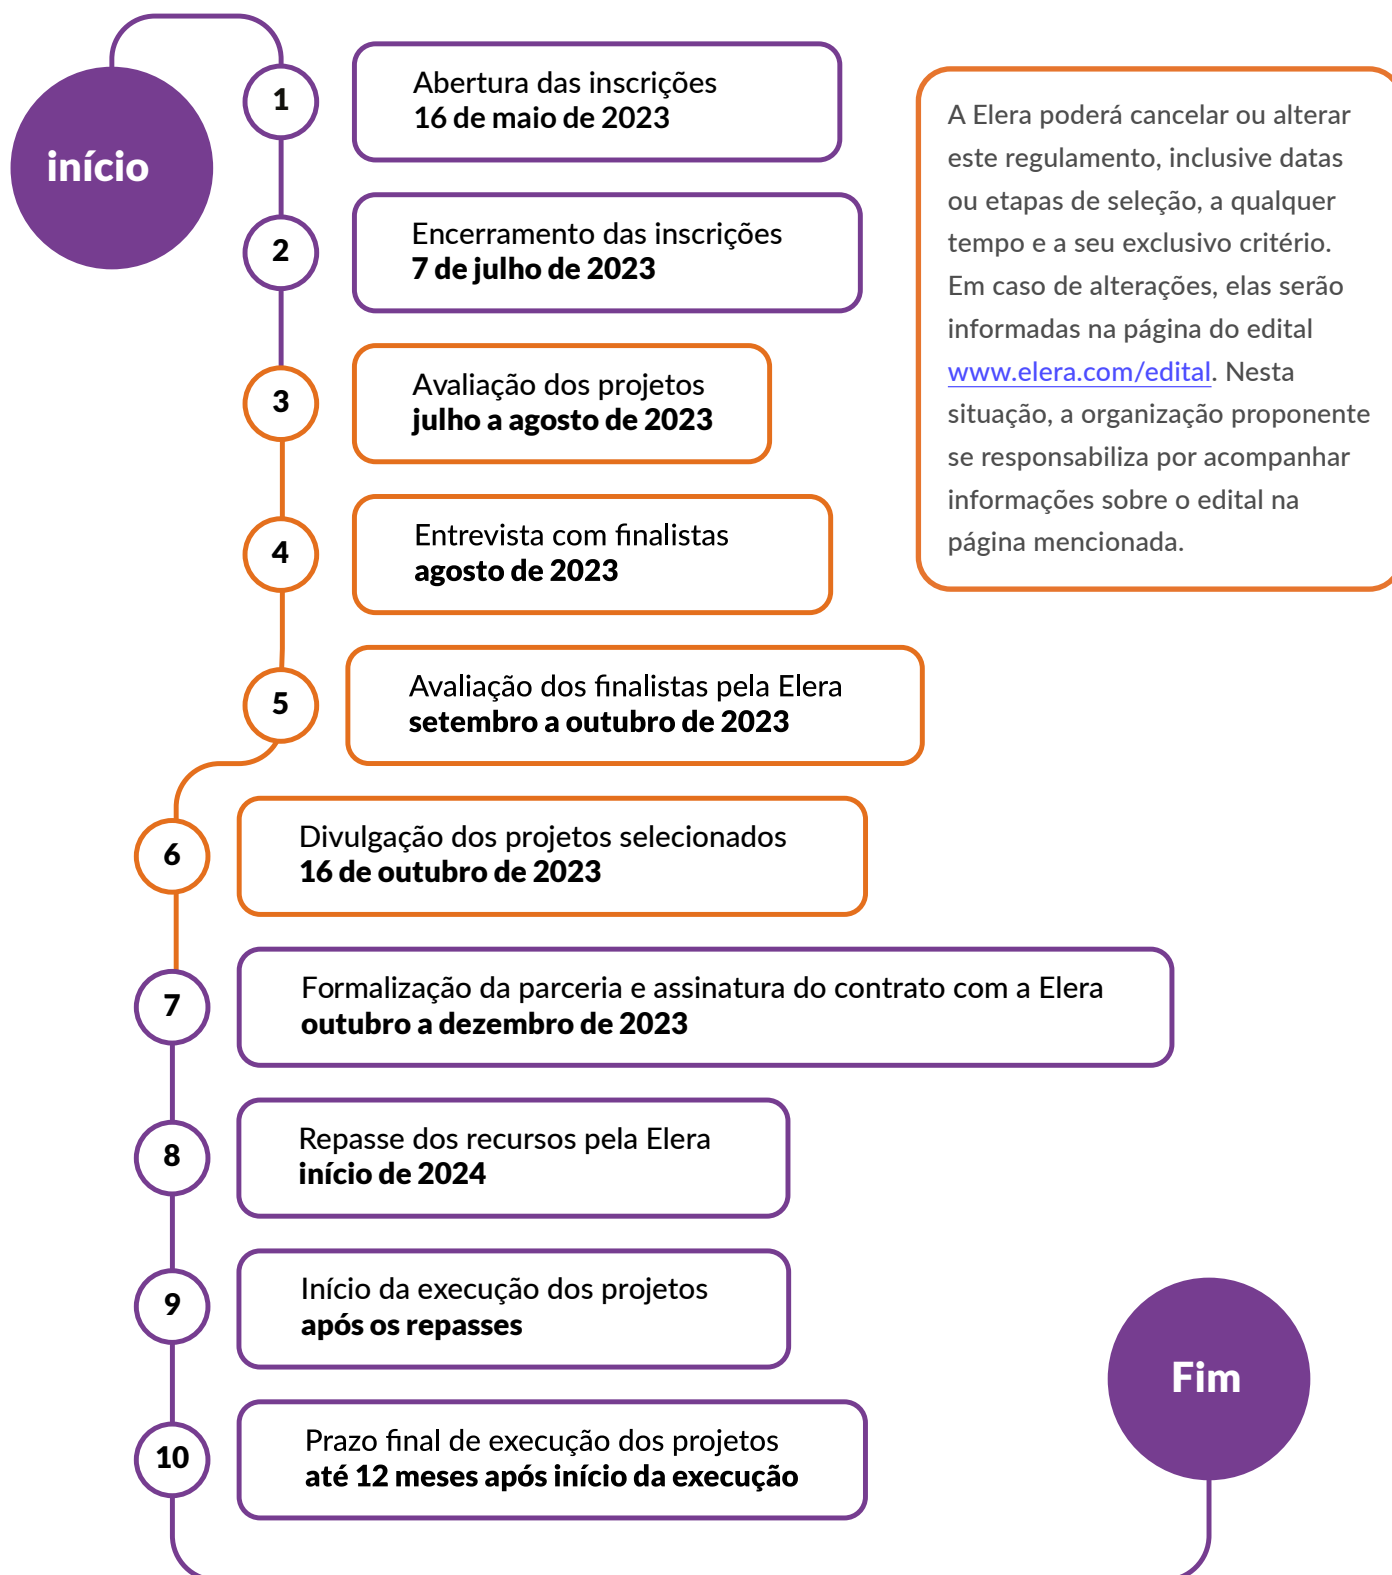 início
1
Abertura das inscrições
16 de maio de 2023
2
Encerramento das inscrições
7 de julho de 2023
3
Avaliação dos projetos
julho a agosto de 2023
4
Entrevista com finalistas
agosto de 2023
5
Avaliação dos finalistas pela Elera
setembro a outubro de 2023
6
Divulgação dos projetos selecionados
16 de outubro de 2023
7
Formalização da parceria e assinatura do contrato com a Elera
outubro a dezembro de 2023
8
Repasse dos recursos pela Elera
início de 2024
9
Início da execução dos projetos
após os repasses
10
Prazo final de execução dos projetos
até 12 meses após início da execução
Fim
A Elera poderá cancelar ou alterar
este regulamento, inclusive datas
ou etapas de seleção, a qualquer
tempo e a seu exclusivo critério.
Em caso de alterações, elas serão
informadas na página do edital
www.elera.com/edital. Nesta
situação, a organização proponente
se responsabiliza por acompanhar
informações sobre o edital na
página mencionada.